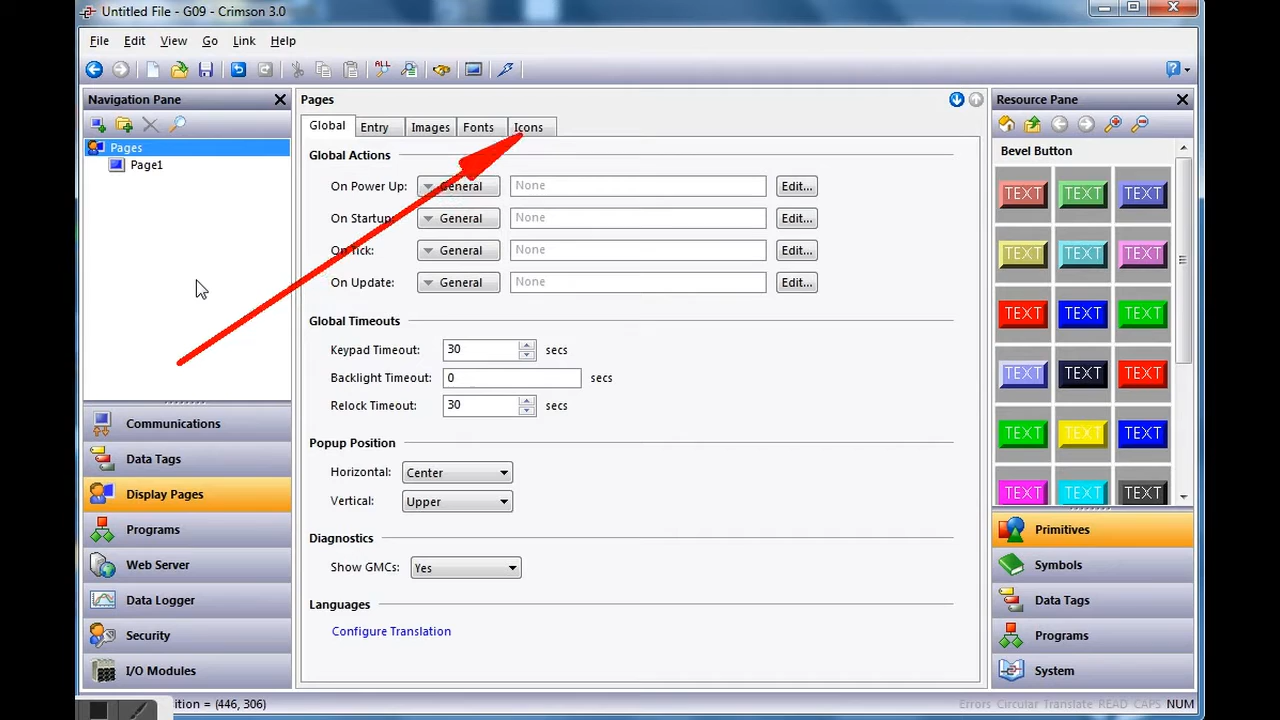 Untitled File - G09 - Crimson 3.0
File Edit View Go Link Help
ALL
Navigation Pane
Pages
Page1
Communications
Data Tags
Display Pages
Programs
Web Server
Data Logger
Security
I/O Modules
Pages
Global Entry Images Fonts Icons
Global Actions
On Power Up: General None Edit...
On Startup: General None Edit...
On Tick: General None Edit...
On Update: General None Edit...
Global Timeouts
Keypad Timeout: 30 secs
Backlight Timeout: 0 secs
Relock Timeout: 30 secs
Popup Position
Horizontal: Center
Vertical: Upper
Diagnostics
Show GMCs: Yes
Languages
Configure Translation
Resource Pane
Bevel Button
TEXT TEXT TEXT
TEXT TEXT TEXT
TEXT TEXT TEXT
TEXT TEXT TEXT
TEXT TEXT TEXT
TEXT TEXT TEXT
Primitives
Symbols
Data Tags
Programs
System
ition = (446, 306)
Errors Circular Translate READ CAPS NUM